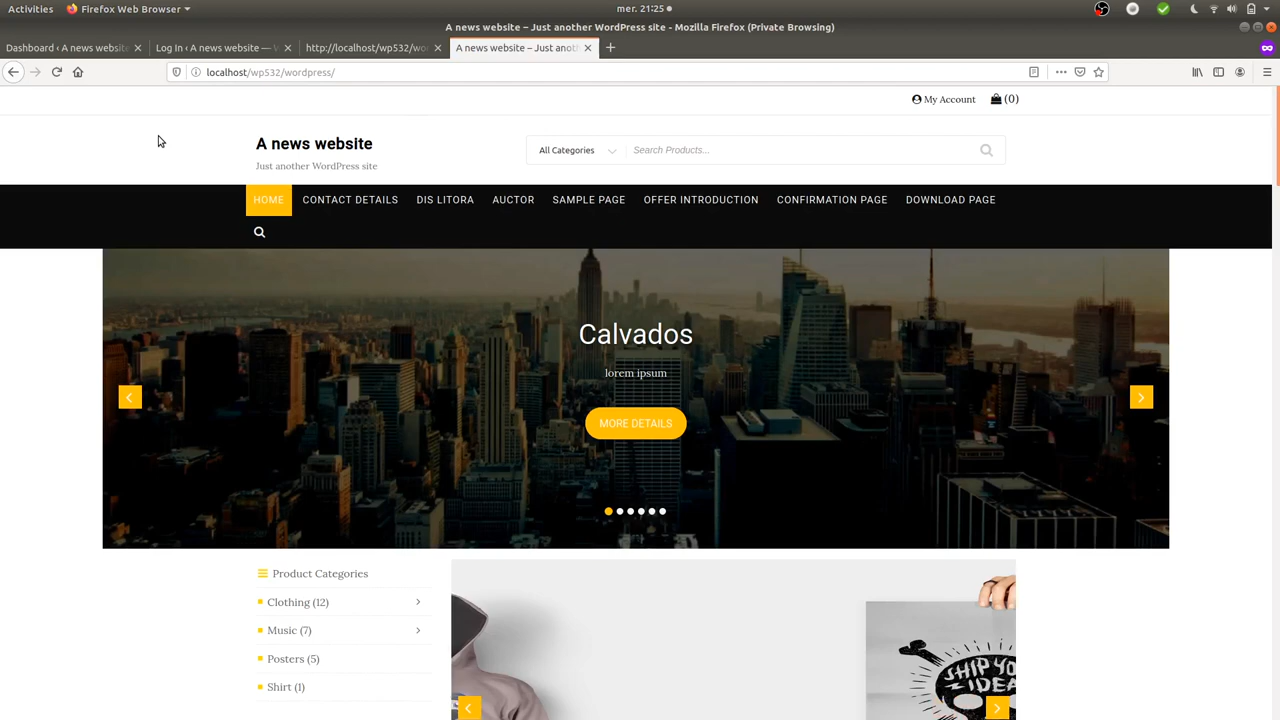 Activities
Firefox Web Browser
mer. 21:25
A news website – Just another WordPress site - Mozilla Firefox (Private Browsing)
Dashboard ‹ A news website
Log In ‹ A news website — W
http://localhost/wp532/wo
A news website – Just anoth
localhost/wp532/wordpress/
My Account
(0)
A news website
Just another WordPress site
All Categories
Search Products...
HOME
CONTACT DETAILS
DIS LITORA
AUCTOR
SAMPLE PAGE
OFFER INTRODUCTION
CONFIRMATION PAGE
DOWNLOAD PAGE
Calvados
lorem ipsum
MORE DETAILS
Product Categories
Clothing (12)
Music (7)
Posters (5)
Shirt (1)
SHIP YO
IDEA